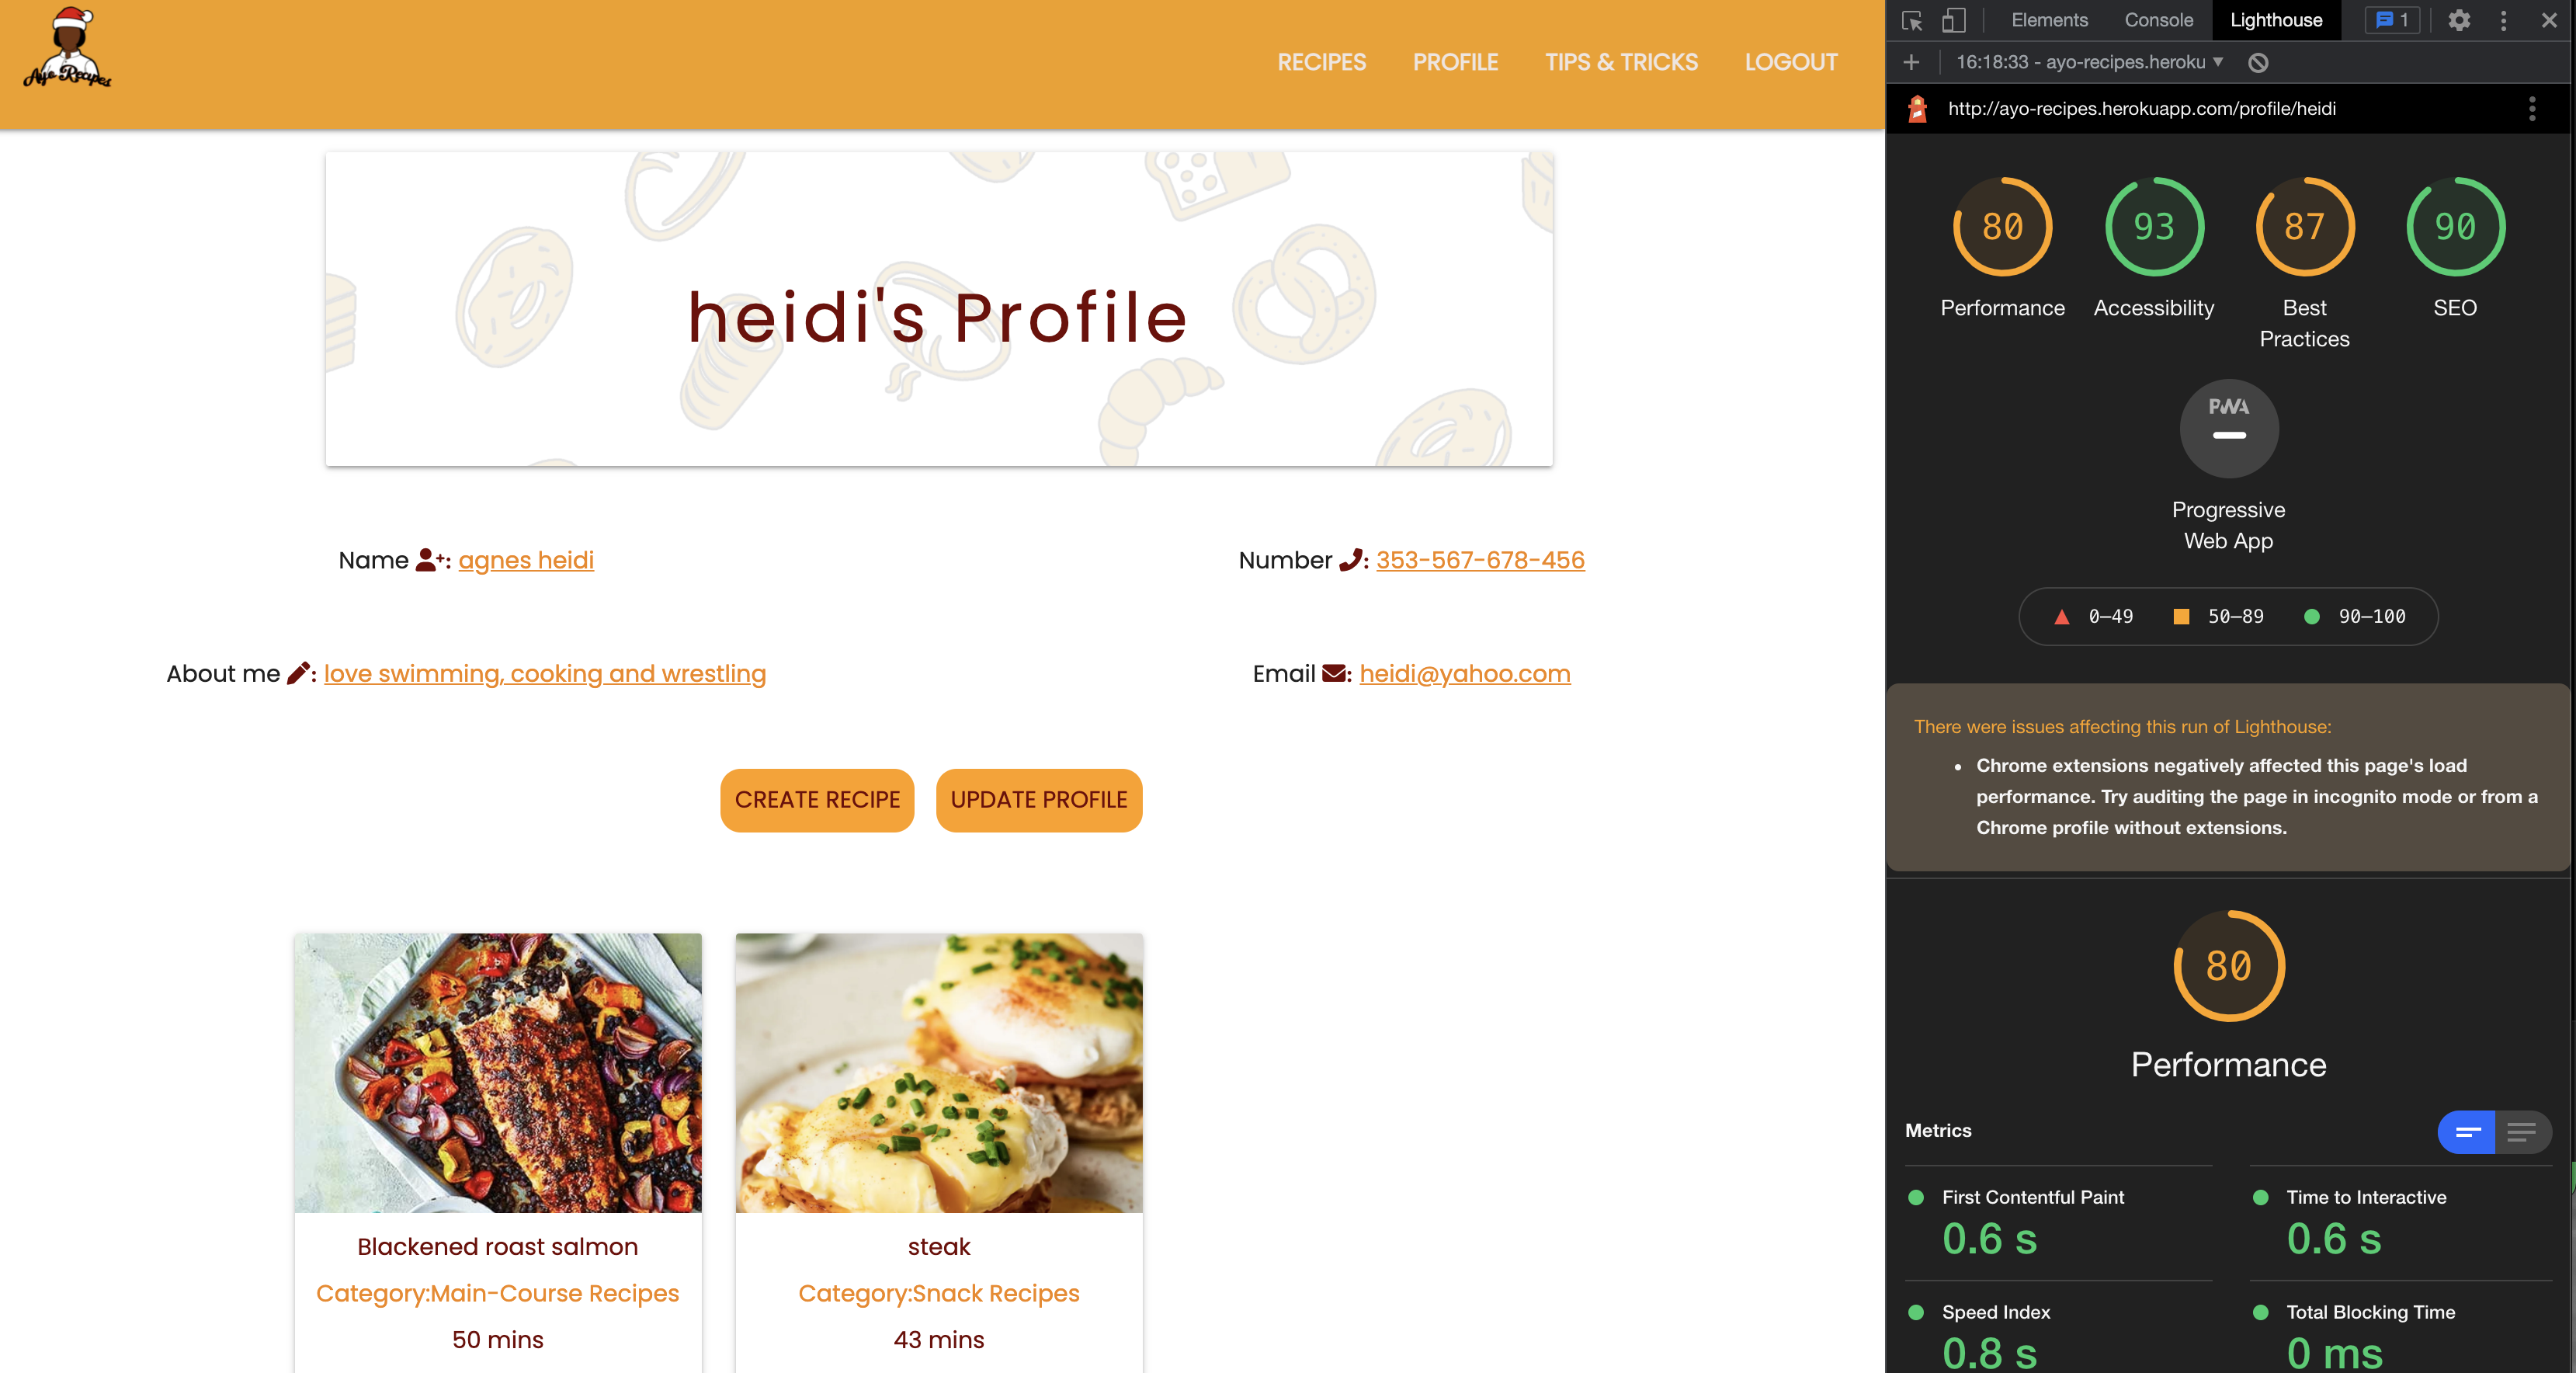 Ayo Recipes
RECIPES PROFILE TIPS & TRICKS LOGOUT
heidi's Profile
Name : agnes heidi
Number : 353-567-678-456
About me : love swimming, cooking and wrestling
Email : heidi@yahoo.com
CREATE RECIPE UPDATE PROFILE
Blackened roast salmon
Category:Main-Course Recipes
50 mins
steak
Category:Snack Recipes
43 mins
Elements Console Lighthouse 1
16:18:33 - ayo-recipes.heroku
http://ayo-recipes.herokuapp.com/profile/heidi
80 93 87 90
Performance Accessibility Best Practices SEO
PWA
Progressive
Web App
0–49 50–89 90–100
There were issues affecting this run of Lighthouse:
Chrome extensions negatively affected this page's load
performance. Try auditing the page in incognito mode or from a
Chrome profile without extensions.
80
Performance
Metrics
First Contentful Paint
0.6 s
Time to Interactive
0.6 s
Speed Index
0.8 s
Total Blocking Time
0 ms